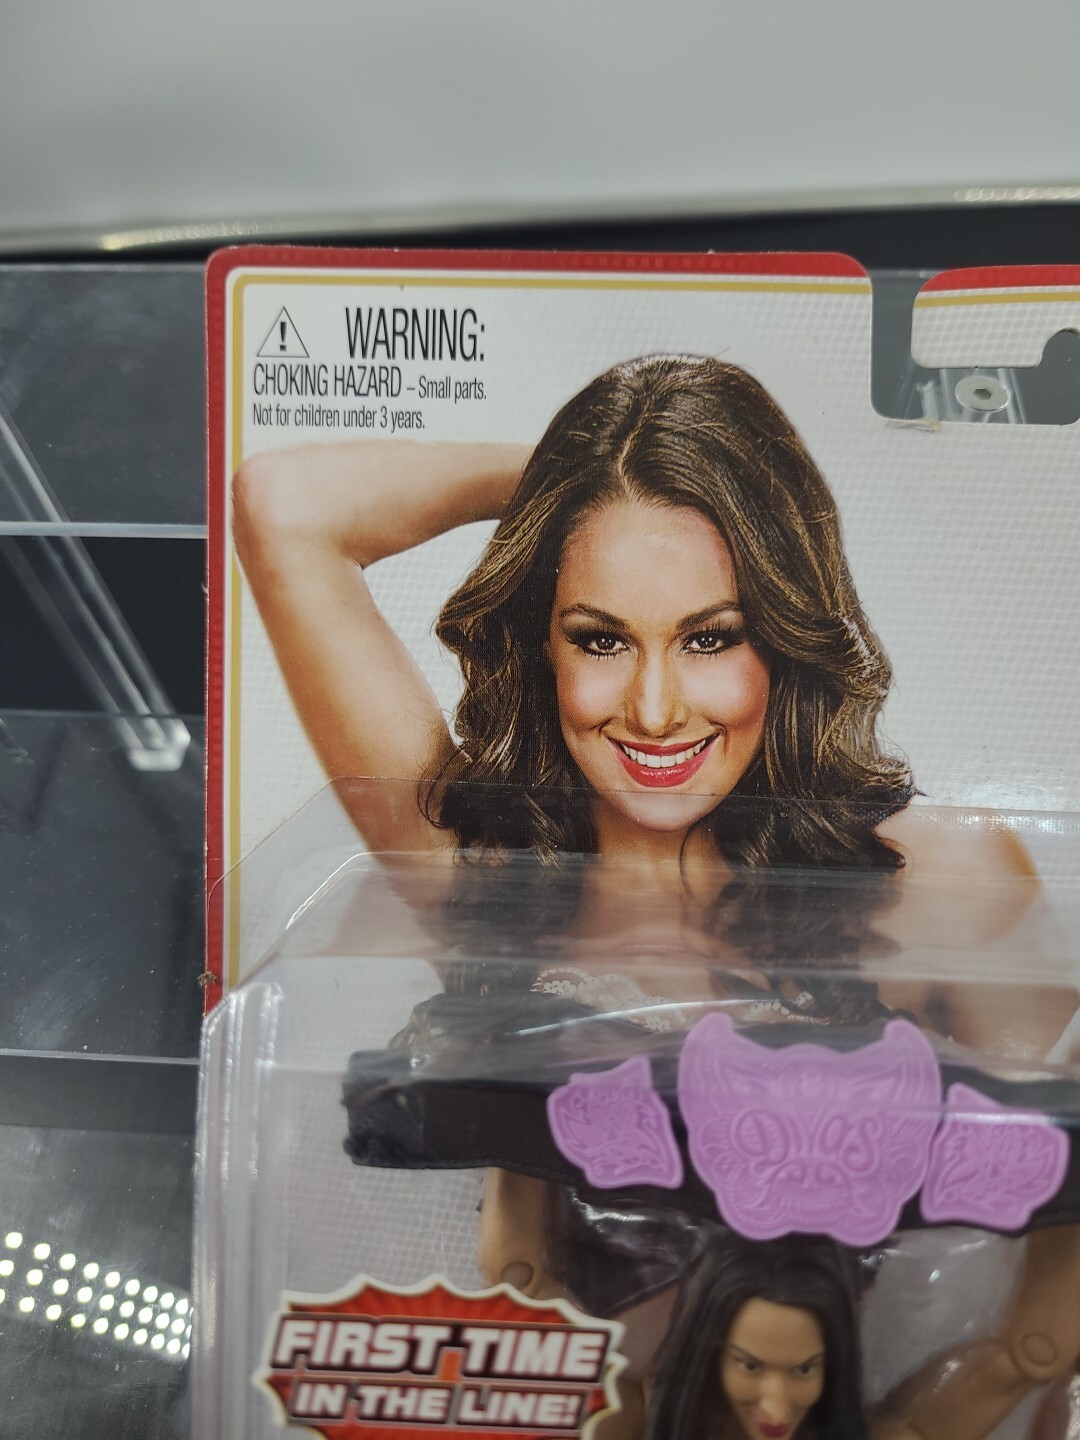 WARNING:
CHOKING HAZARD – Small parts.
Not for children under 3 years.
FIRST TIME
IN THE LINE!